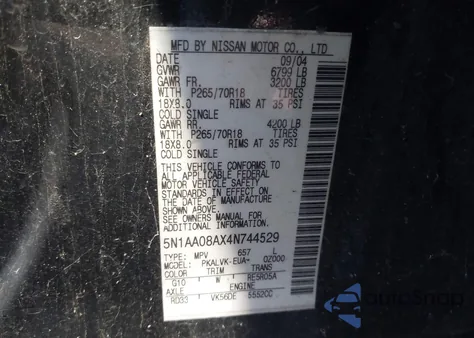 MFD BY NISSAN MOTOR CO., LTD
DATE 09/04
GVWR 6799 LB
GAWR FR. 3200 LB
WITH P265/70R18 TIRES
18X8.0 RIMS AT 35 PSI
COLD SINGLE
GAWR RR. 4200 LB
WITH P265/70R18 TIRES
18X8.0 RIMS AT 35 PSI
COLD SINGLE
THIS VEHICLE CONFORMS TO
ALL APPLICABLE FEDERAL
MOTOR VEHICLE SAFETY
STANDARDS IN EFFECT ON
THE DATE OF MANUFACTURE
SHOWN ABOVE.
SEE OWNERS MANUAL FOR
ADDITIONAL INFORMATION
5N1AA08AX4N744529
TYPE: MPV 657 L
MODEL: PKALVK-EUA- 0Z000
COLOR TRIM TRANS
G10 N RE5R05A
AXLE ENGINE
RD33 VK56DE 5552CC
AutoShop